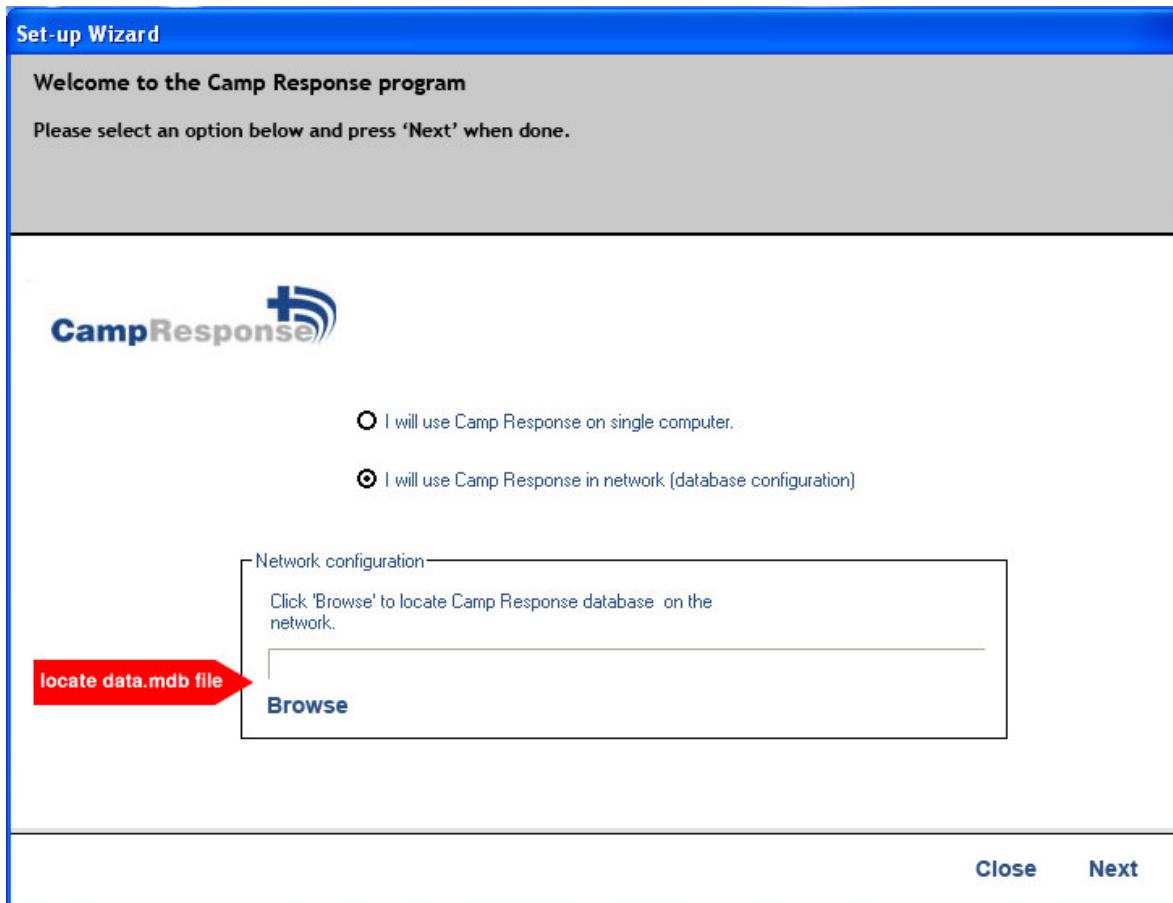 Set-up Wizard
Welcome to the Camp Response program
Please select an option below and press ‘Next’ when done.
CampResponse
I will use Camp Response on single computer.
I will use Camp Response in network (database configuration)
Network configuration
Click 'Browse' to locate Camp Response database on the
network.
locate data.mdb file
Browse
Close Next